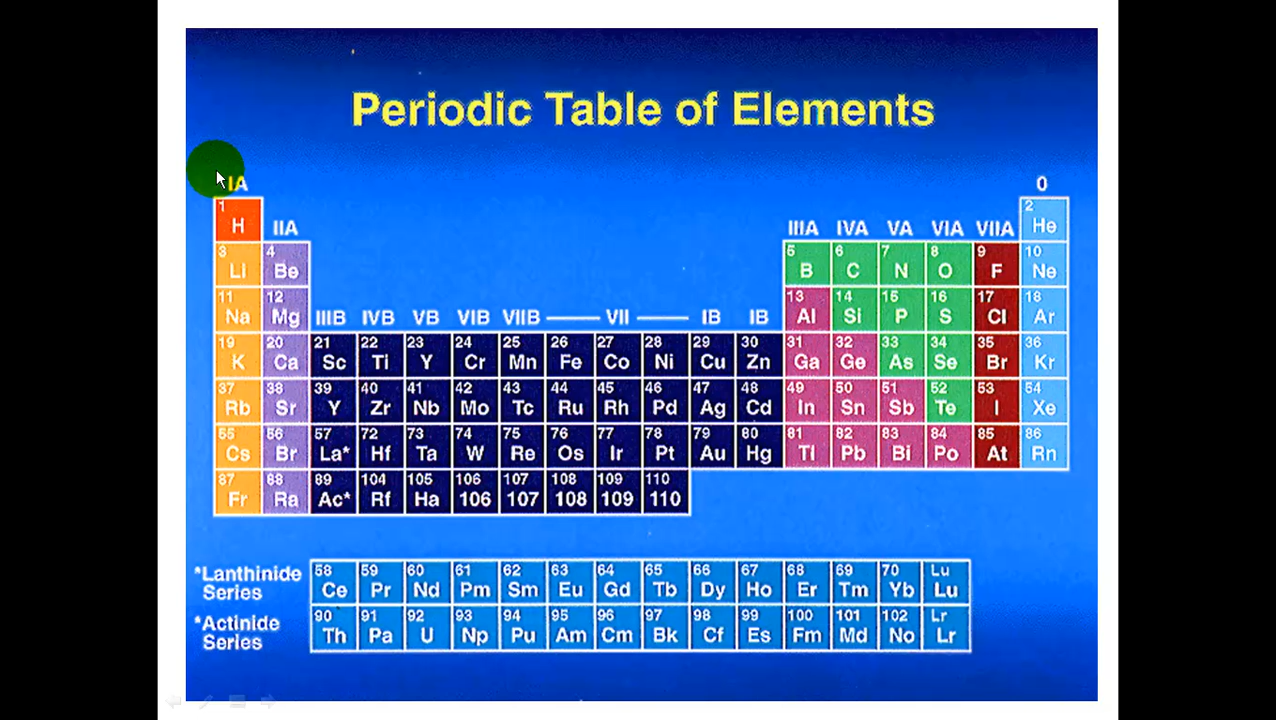 Periodic Table of Elements
IA 0
1 2
H IIA IIIA IVA VA VIA VIIA He
3 4 5 6 7 8 9 10
Li Be B C N O F Ne
11 12 13 14 15 16 17 18
Na Mg IIIB IVB VB VIB VIIB VII IB IB Al Si P S Cl Ar
19 20 21 22 23 24 25 26 27 28 29 30 31 32 33 34 35 36
K Ca Sc Ti Y Cr Mn Fe Co Ni Cu Zn Ga Ge As Se Br Kr
37 38 39 40 41 42 43 44 45 46 47 48 49 50 51 52 53 54
Rb Sr Y Zr Nb Mo Tc Ru Rh Pd Ag Cd In Sn Sb Te I Xe
55 56 57 72 73 74 75 76 77 78 79 80 81 82 83 84 85 86
Cs Br La* Hf Ta W Re Os Ir Pt Au Hg Tl Pb Bi Po At Rn
87 88 89 104 105 106 107 108 109 110
Fr Ra Ac* Rf Ha 106 107 108 109 110
*Lanthinide 58 59 60 61 62 63 64 65 66 67 68 69 70 Lu
Series Ce Pr Nd Pm Sm Eu Gd Tb Dy Ho Er Tm Yb Lu
*Actinide 90 91 92 93 94 95 96 97 98 99 100 101 102 Lr
Series Th Pa U Np Pu Am Cm Bk Cf Es Fm Md No Lr